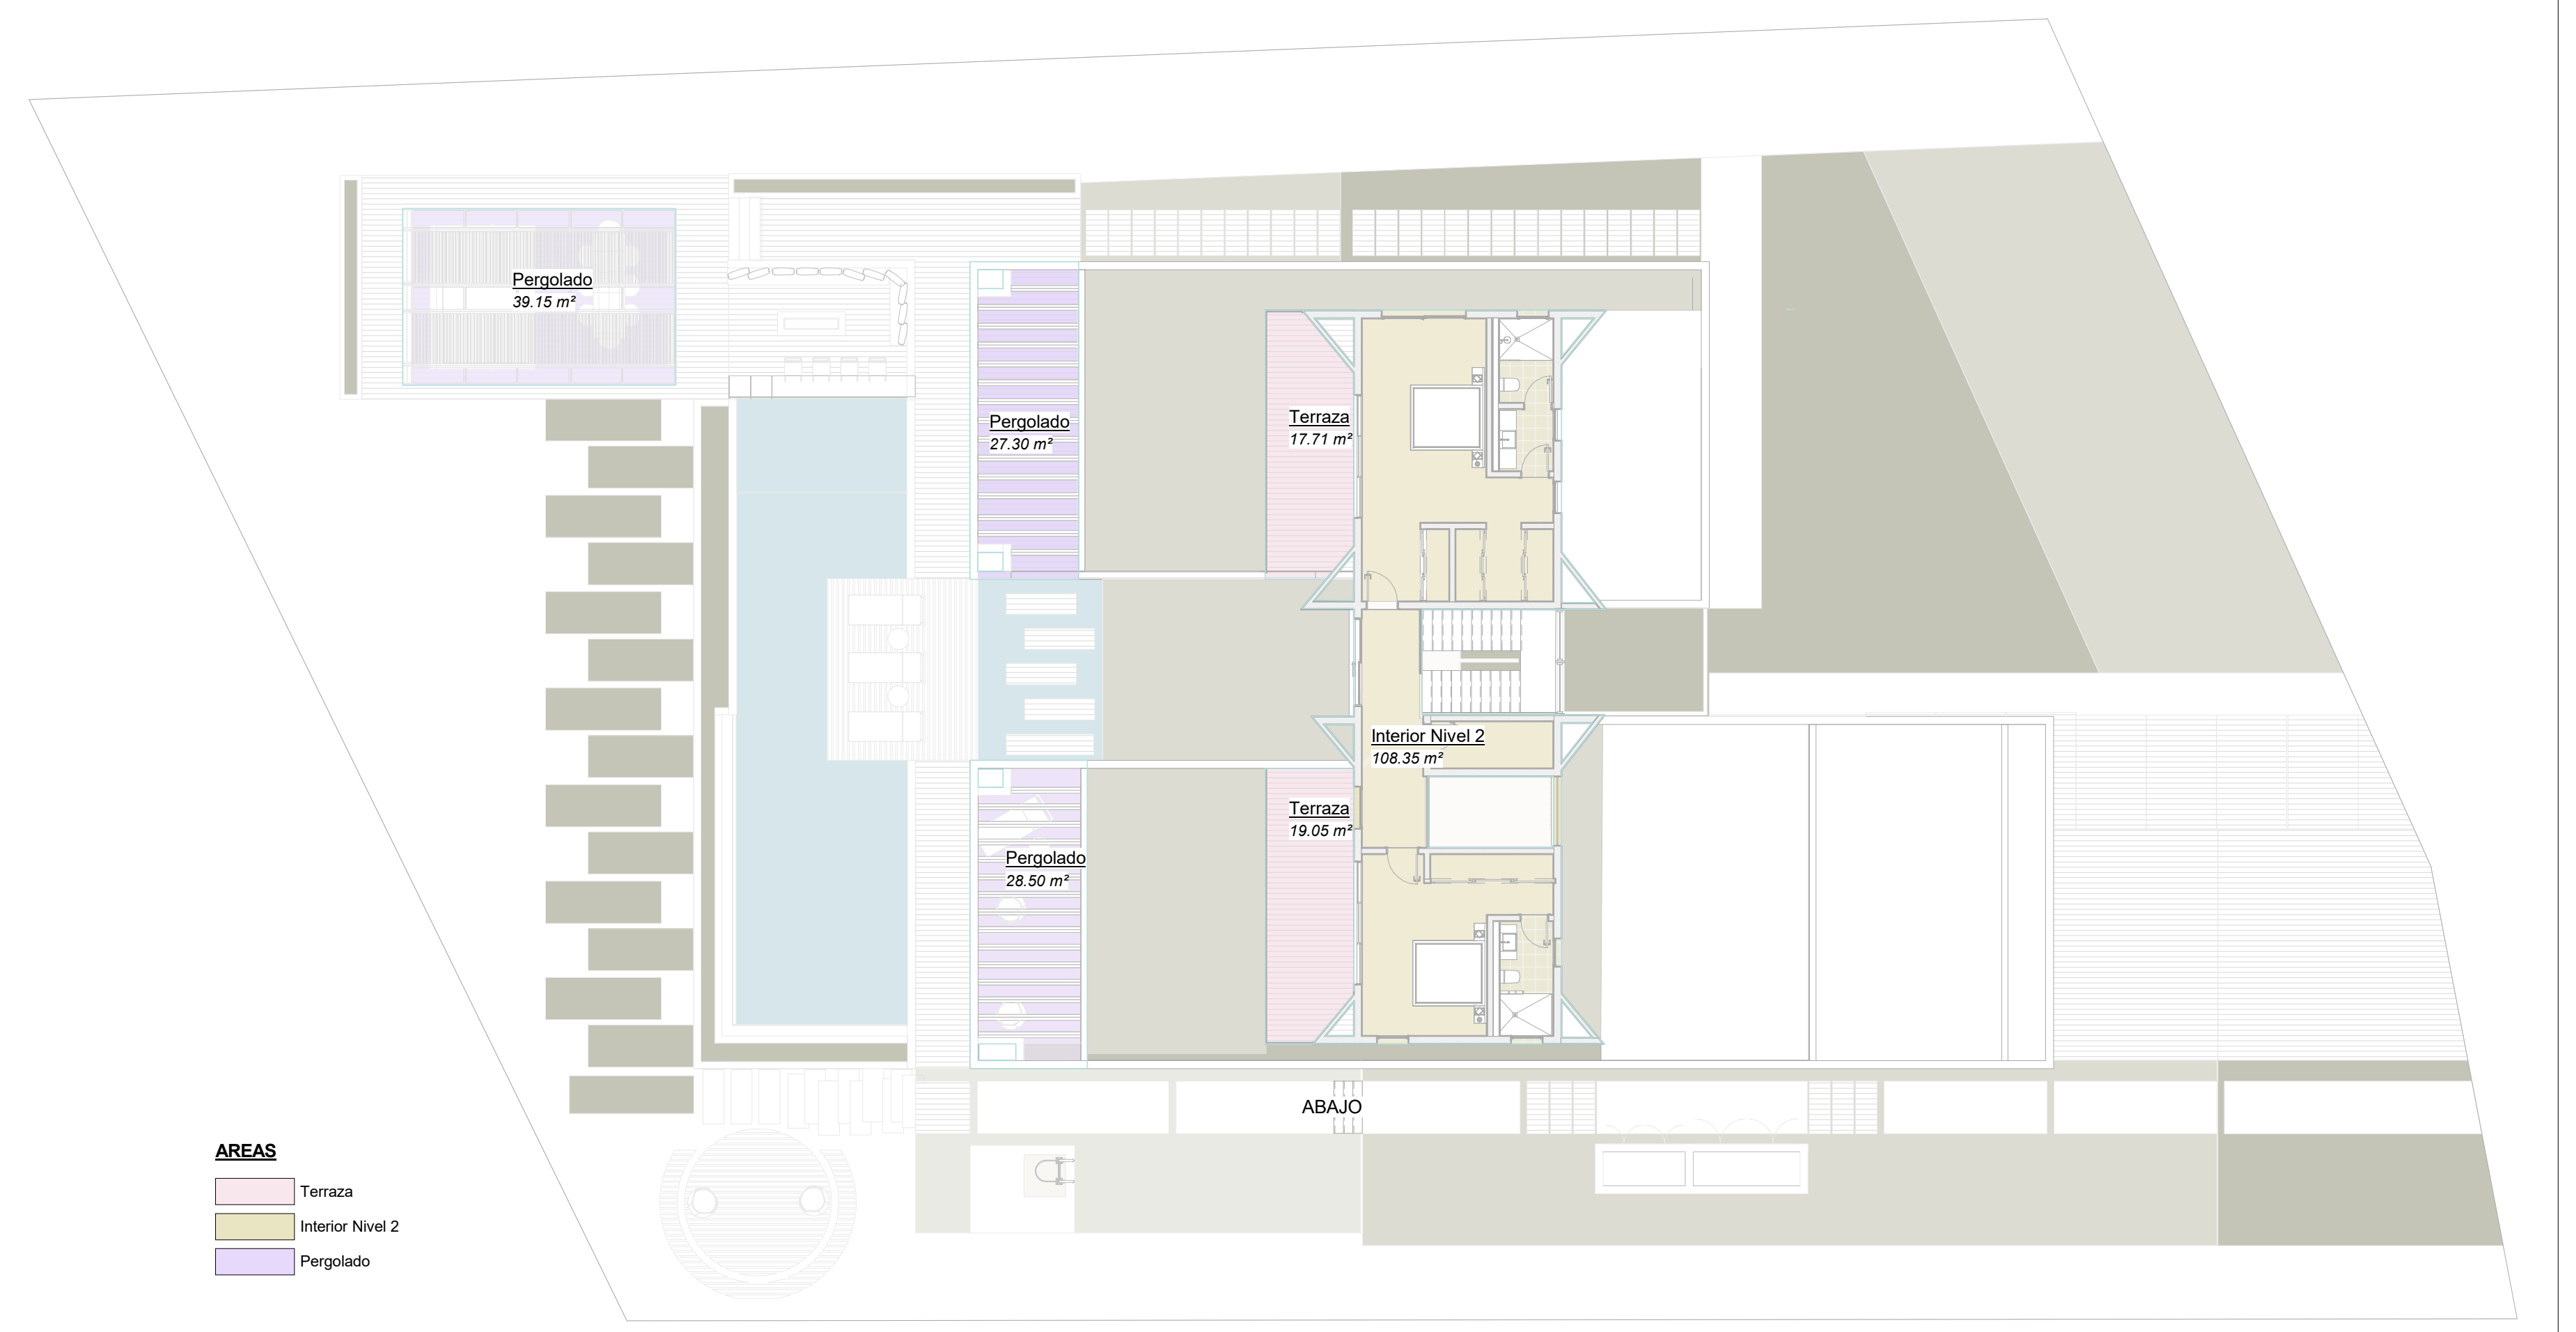 Pergolado
39.15 m²
Pergolado
27.30 m²
Terraza
17.71 m²
Interior Nivel 2
108.35 m²
Terraza
19.05 m²
Pergolado
28.50 m²
ABAJO
AREAS
Terraza
Interior Nivel 2
Pergolado